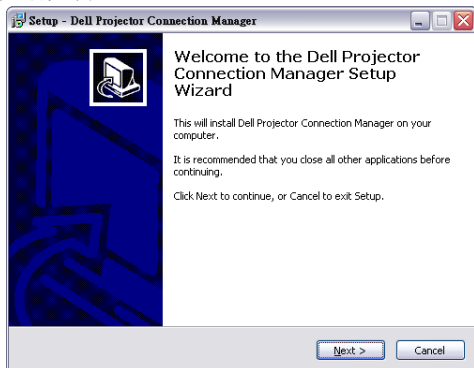 Setup - Dell Projector Connection Manager
Welcome to the Dell Projector
Connection Manager Setup
Wizard
This will install Dell Projector Connection Manager on your
computer.
It is recommended that you close all other applications before
continuing.
Click Next to continue, or Cancel to exit Setup.
Next > Cancel